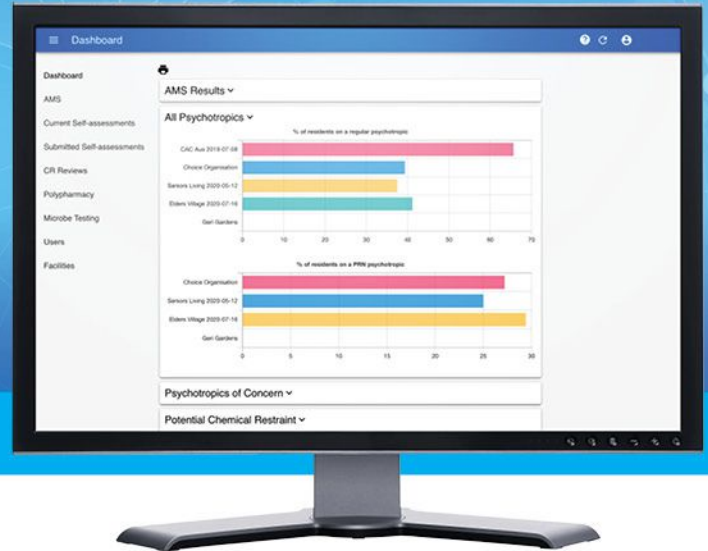 Dashboard
Dashboard
AMS
Current Self-assessments
Submitted Self-assessments
CR Reviews
Polypharmacy
Microbe Testing
Users
Facilities
AMS Results
All Psychotropics
% of residents on a regular psychotropic
CAC Aus 2019-07-08
Choice Organisation
Seniors Living 2020-05-12
Elders Village 2020-07-16
Geri Gardens
0 10 20 30 40 50 60 70
% of residents on a PRN psychotropic
Choice Organisation
Seniors Living 2020-05-12
Elders Village 2020-07-16
Geri Gardens
0 5 10 15 20 25 30
Psychotropics of Concern
Potential Chemical Restraint